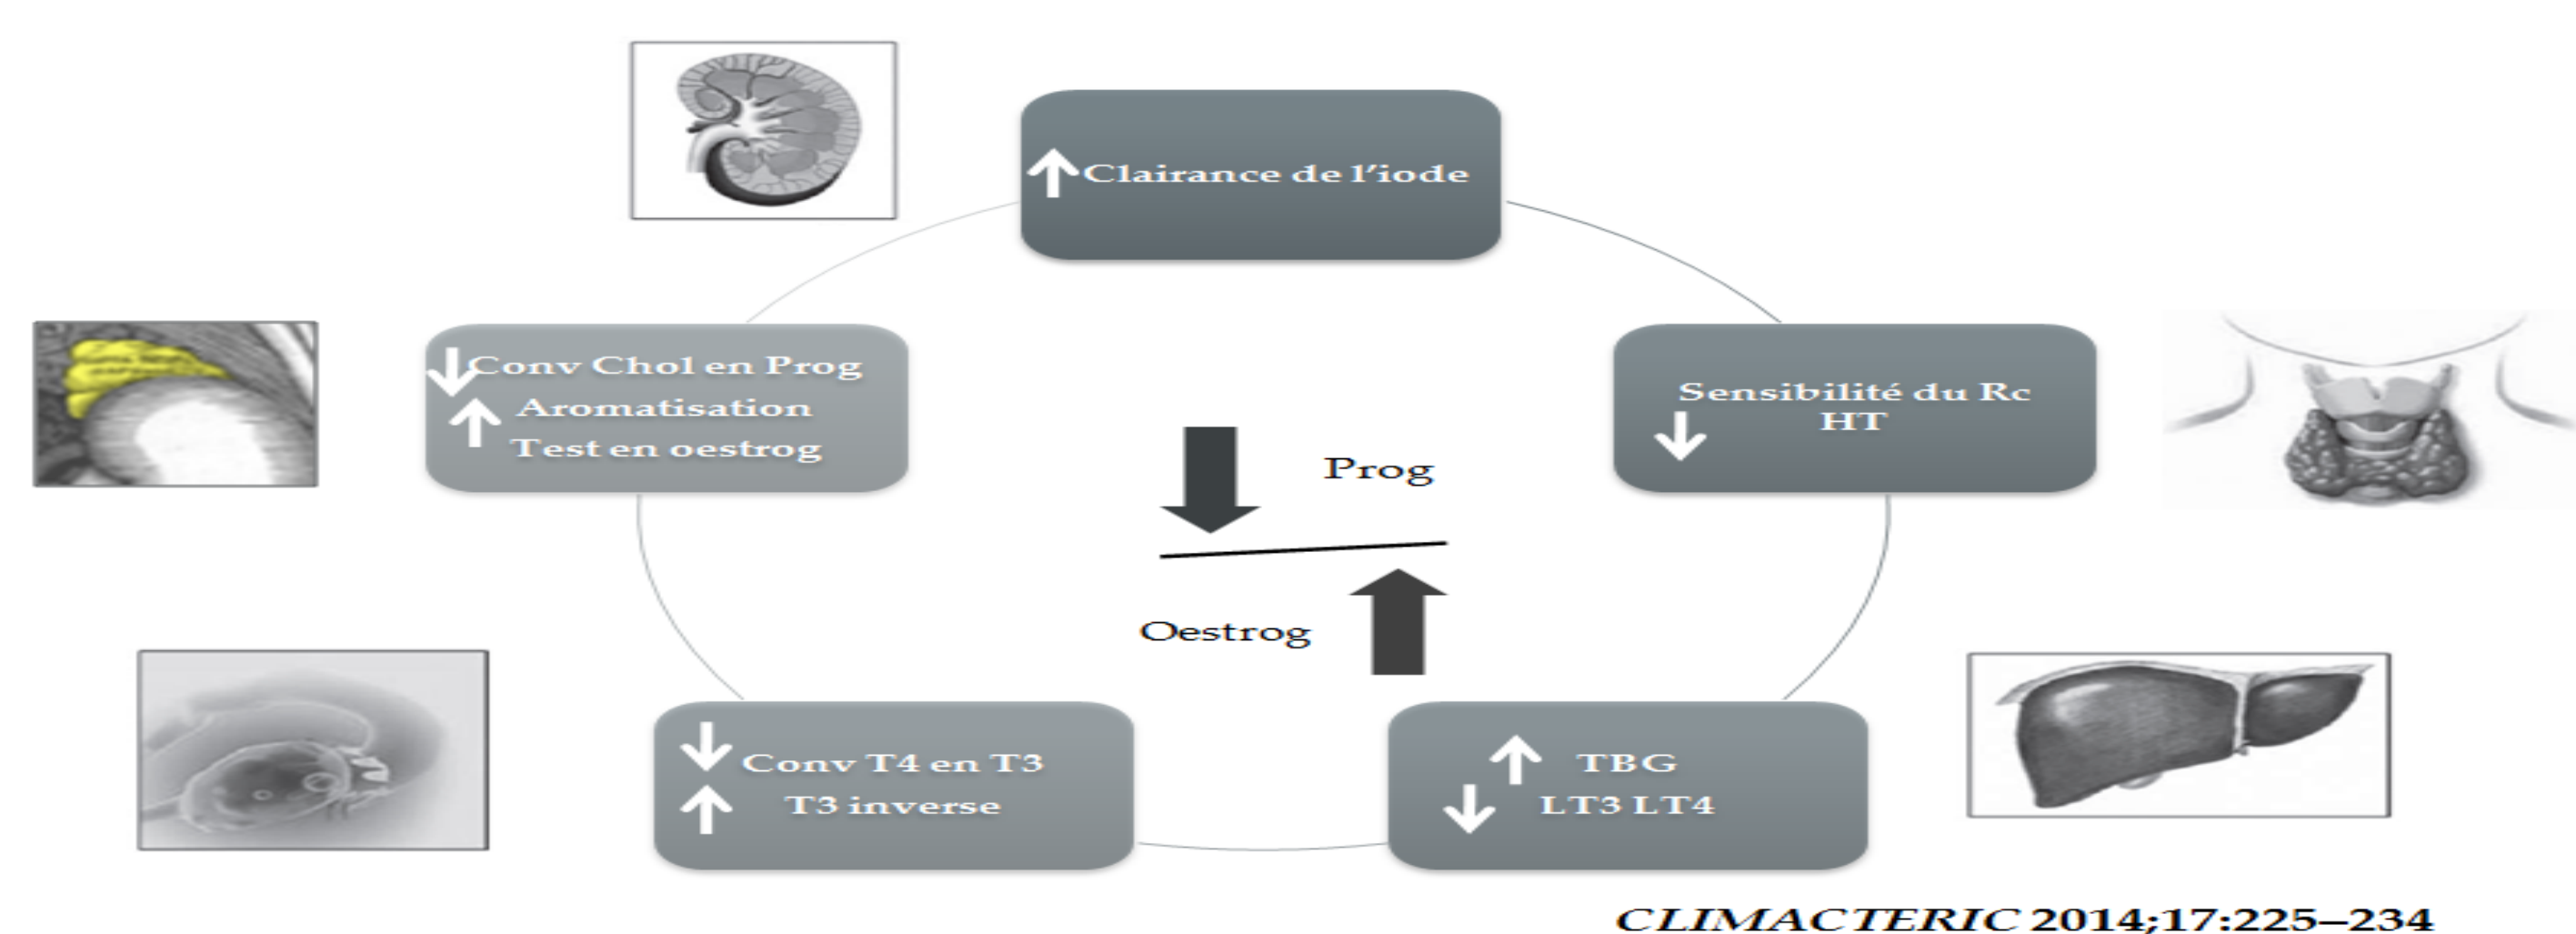 Clairance de l'iode
Conv Chol en Prog
Aromatisation
Test en oestrog
Sensibilité du Rc
HT
Prog
Oestrog
Conv T4 en T3
T3 inverse
TBG
LT3 LT4
CLIMACTERIC 2014;17:225–234